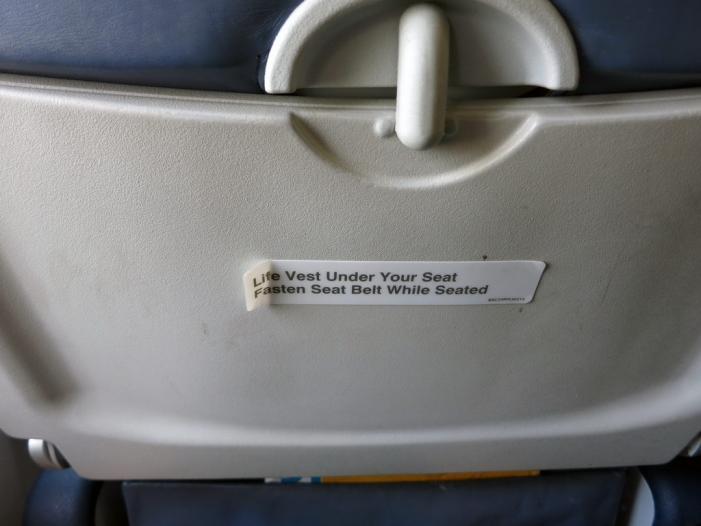 Life Vest Under Your Seat
Fasten Seat Belt While Seated